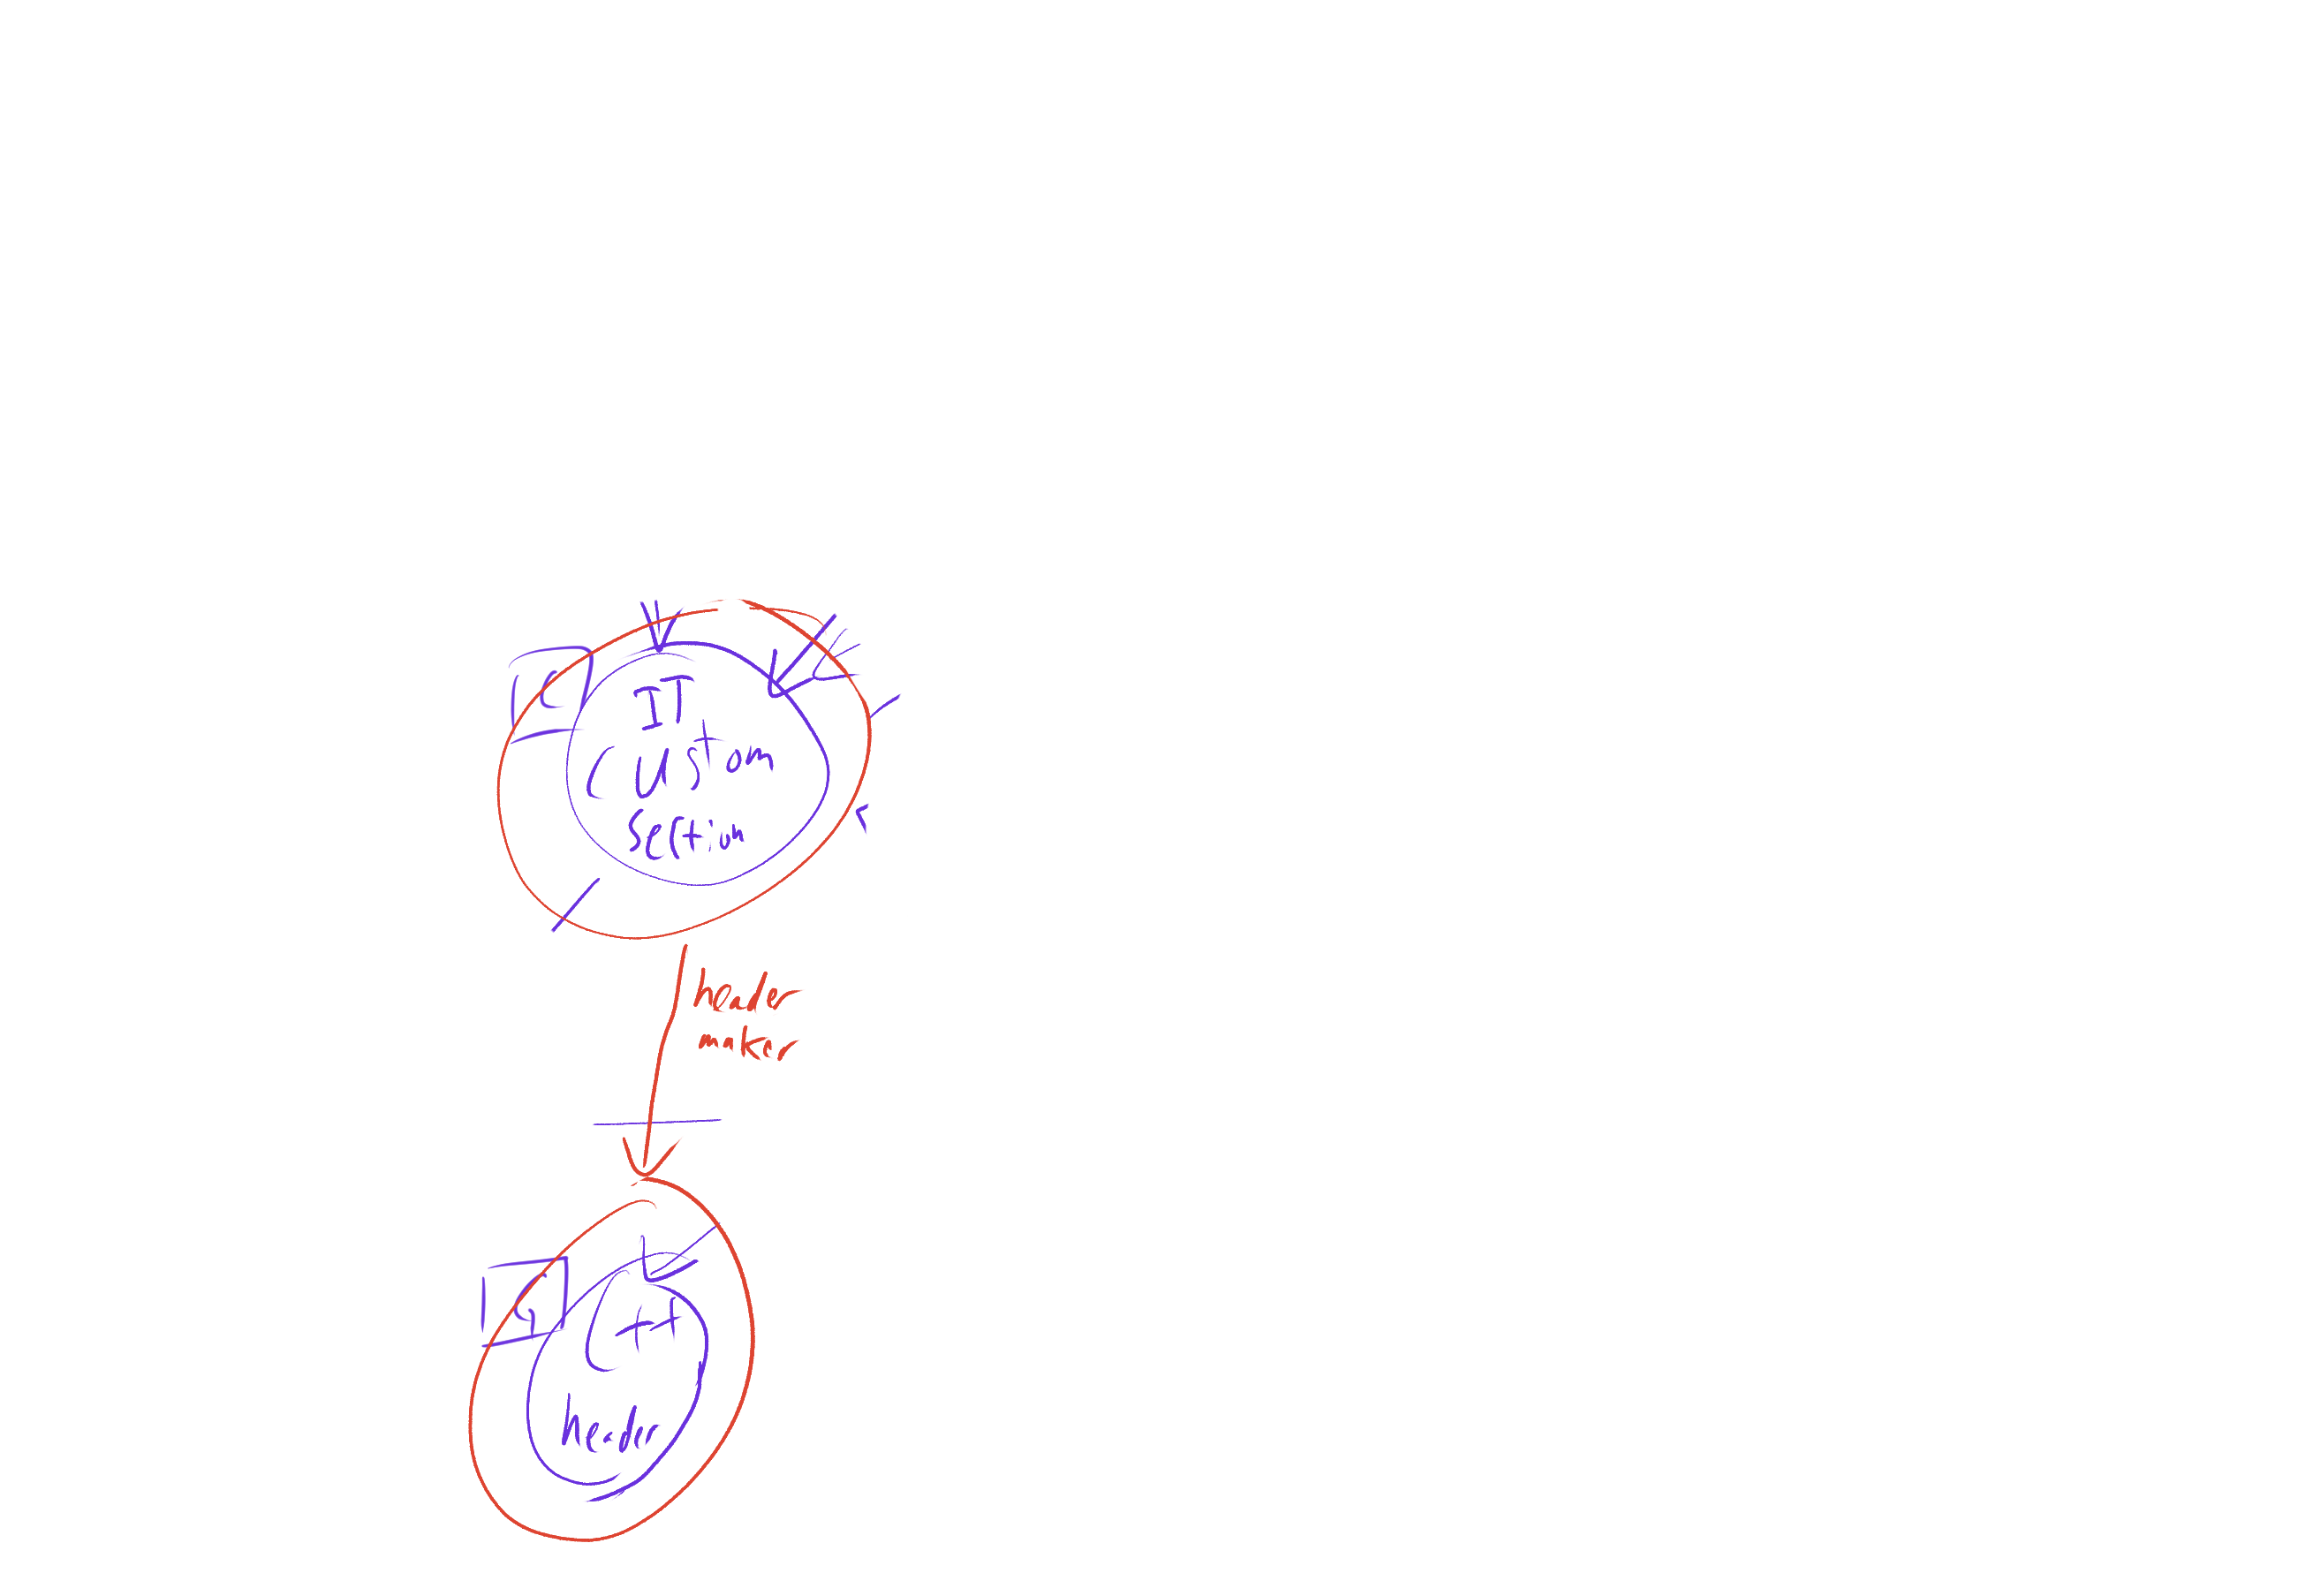 IT
Custom
Section
header
maker
C++
header